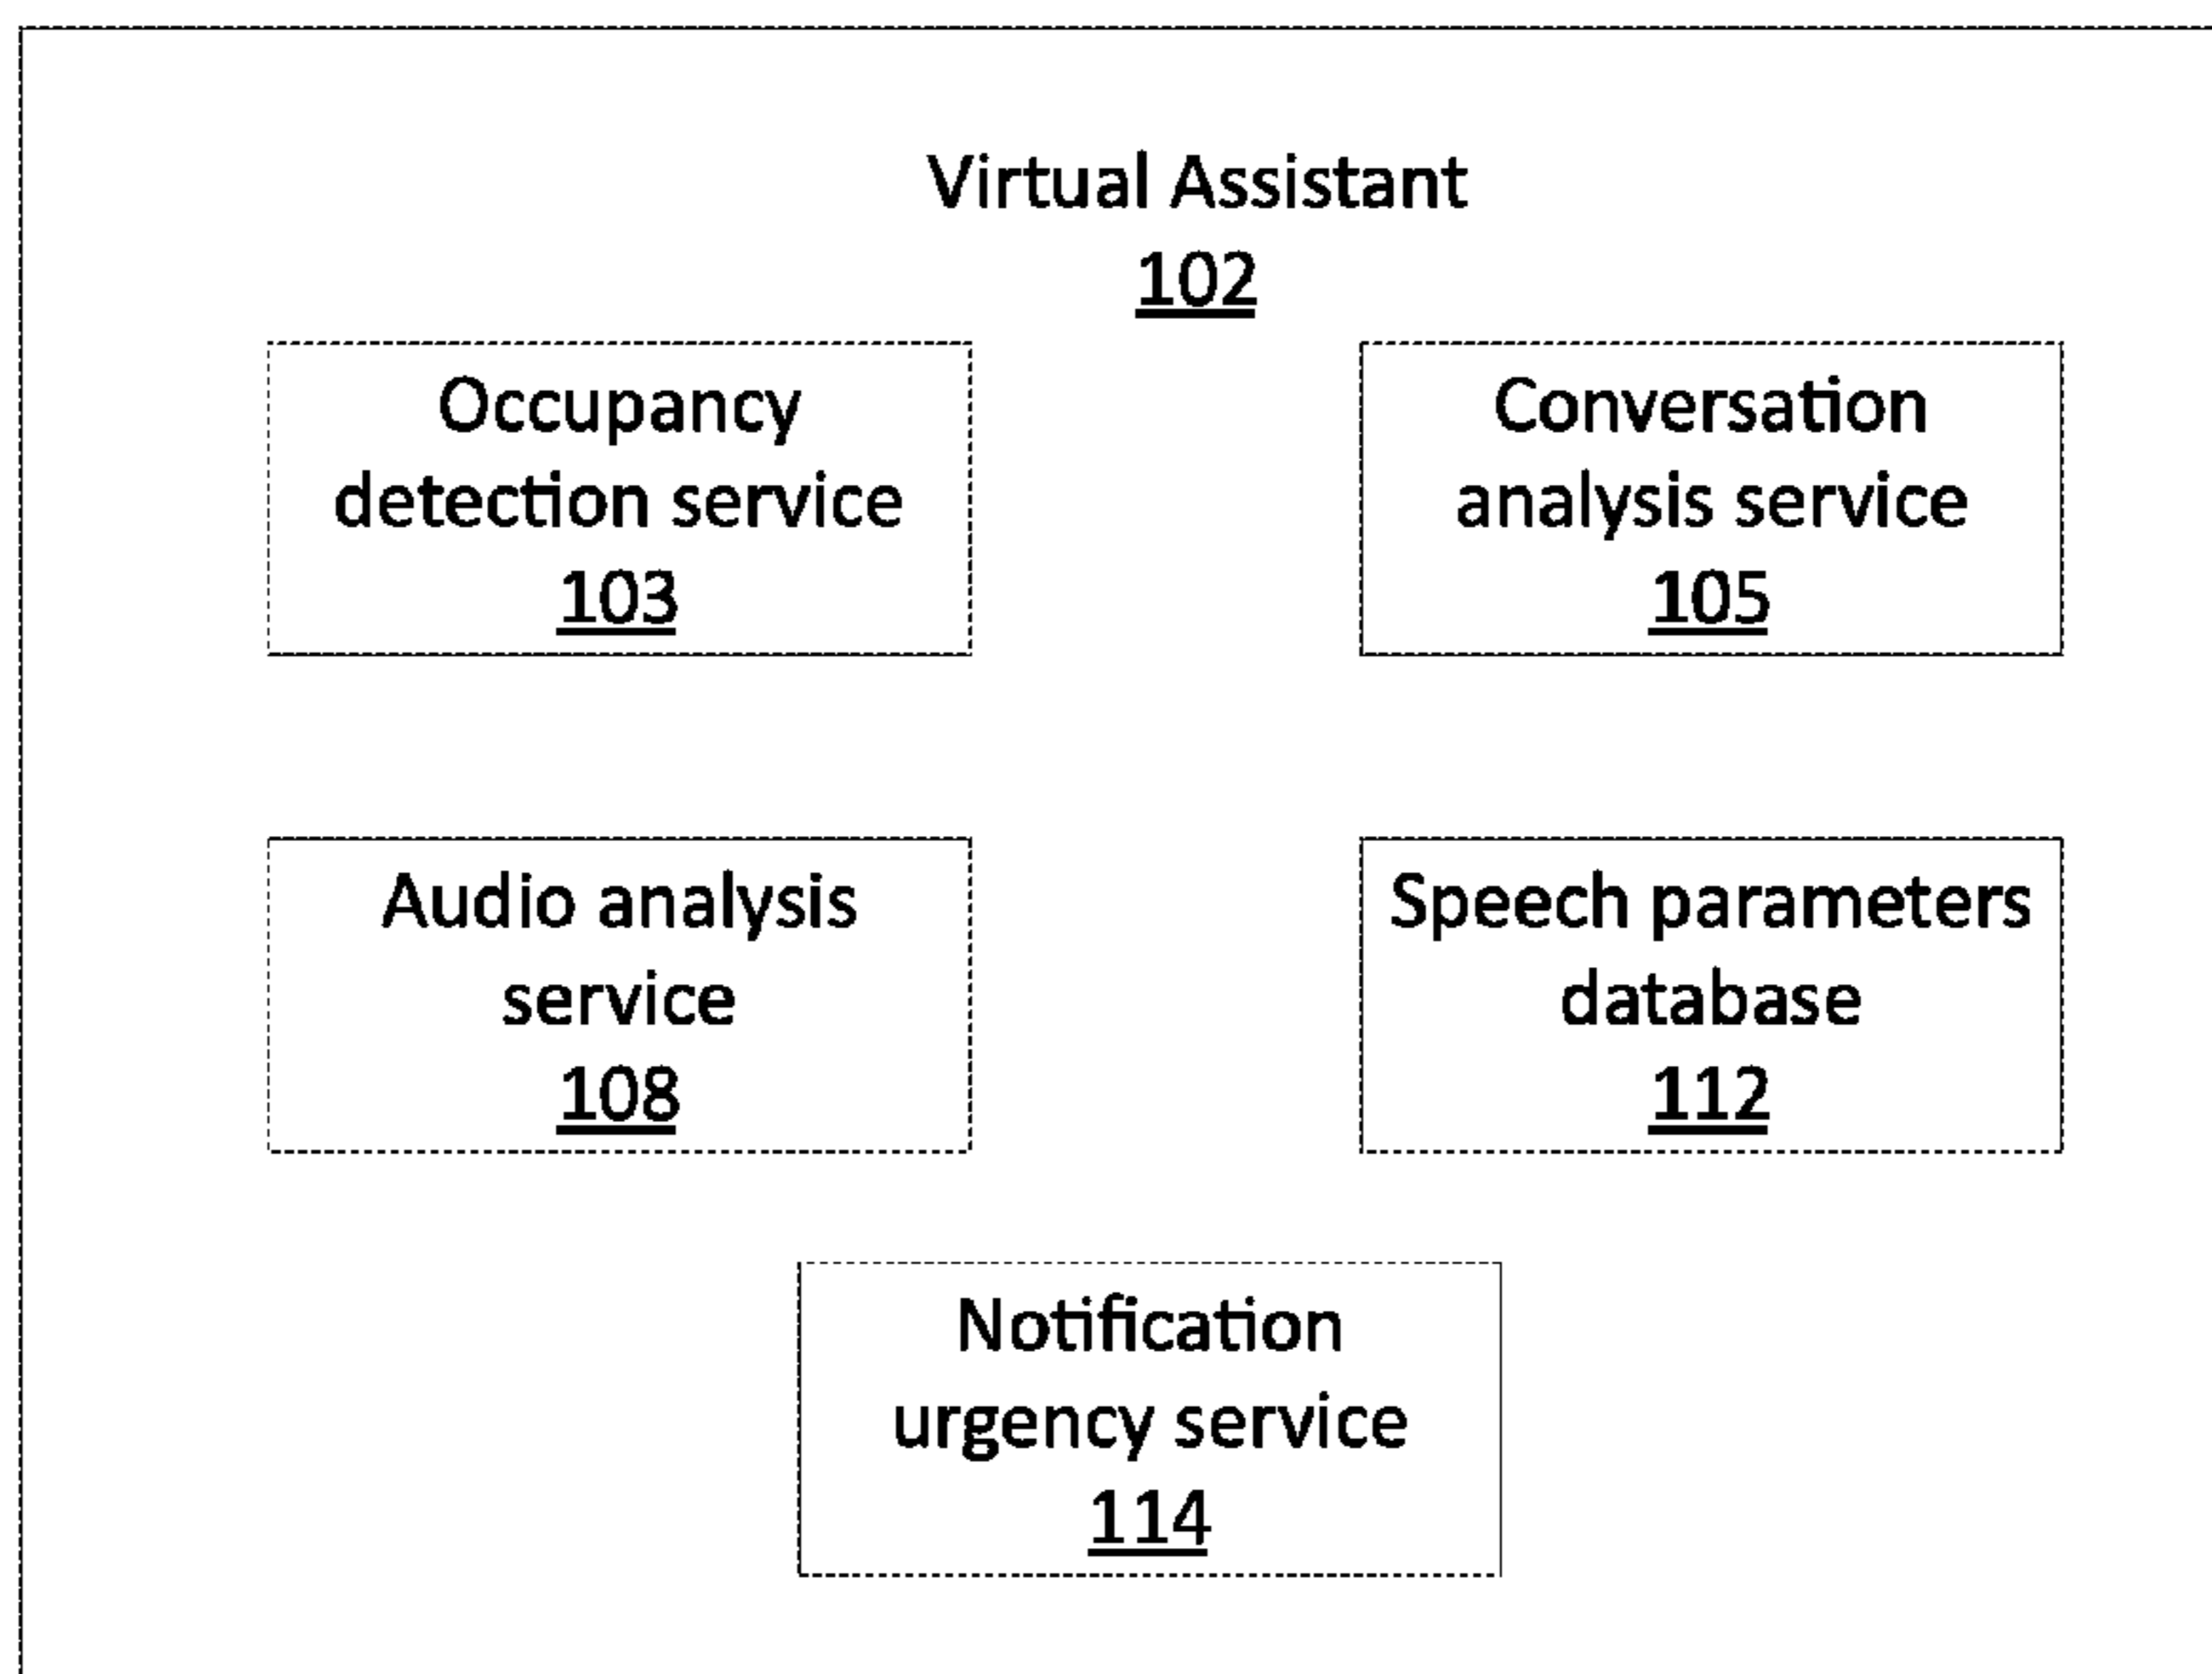 Virtual Assistant
102
Occupancy
detection service
103
Conversation
analysis service
105
Audio analysis
service
108
Speech parameters
database
112
Notification
urgency service
114